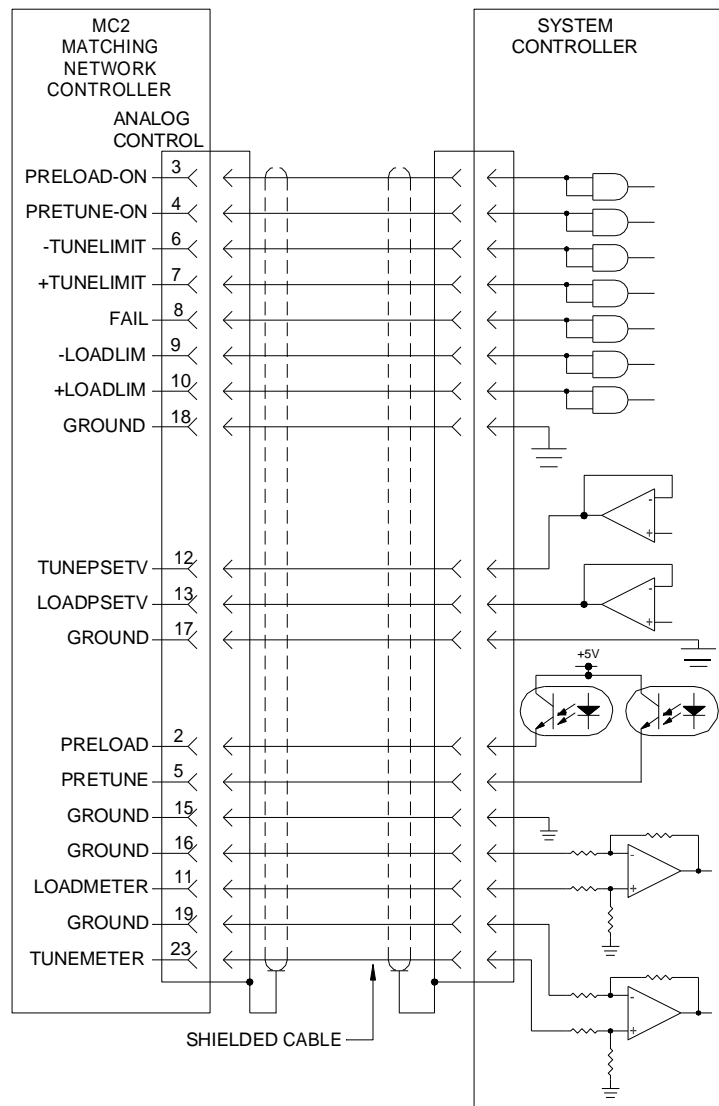 MC2
MATCHING
NETWORK
CONTROLLER
SYSTEM
CONTROLLER
ANALOG
CONTROL
PRELOAD-ON 3
PRETUNE-ON 4
-TUNELIMIT 6
+TUNELIMIT 7
FAIL 8
-LOADLIM 9
+LOADLIM 10
GROUND 18
-
+
TUNEPSETV 12
-
LOADPSETV 13
+
GROUND 17
+5V
PRELOAD 2
PRETUNE 5
GROUND 15
GROUND 16
-
LOADMETER 11
+
GROUND 19
TUNEMETER 23
-
+
SHIELDED CABLE